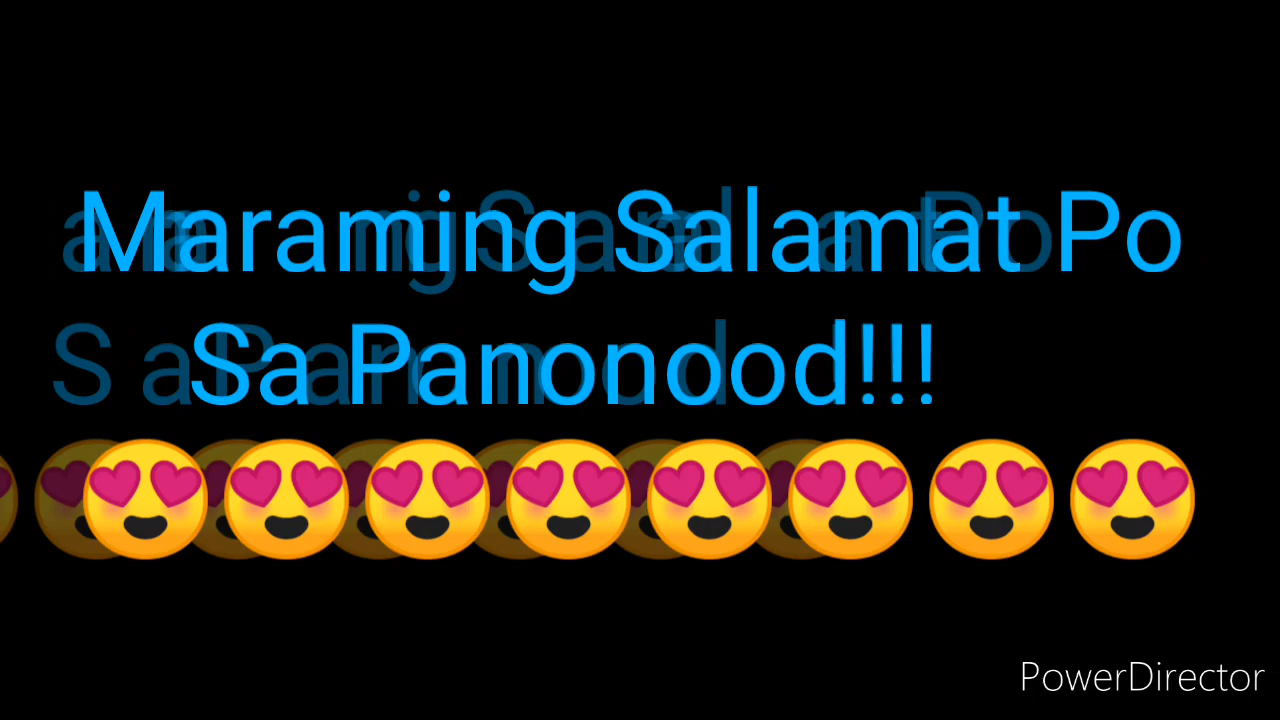 Maraming Salamat Po
Sa Panonood!!!
😍😍😍😍😍😍😍😍
PowerDirector